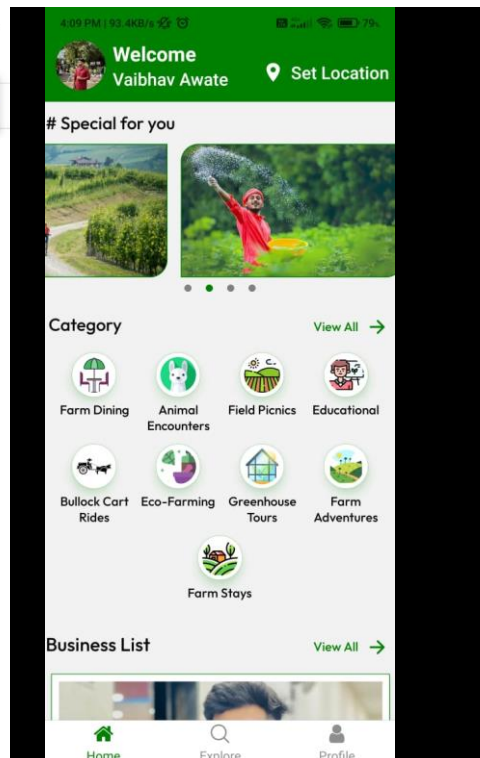 4:09 PM | 93.4KB/s
79%
Welcome
Vaibhav Awate
Set Location
# Special for you
Category
View All →
Farm Dining
Animal
Encounters
Field Picnics
Educational
Bullock Cart
Rides
Eco-Farming
Greenhouse
Tours
Farm
Adventures
Farm Stays
Business List
View All →
Home
Explore
Profile